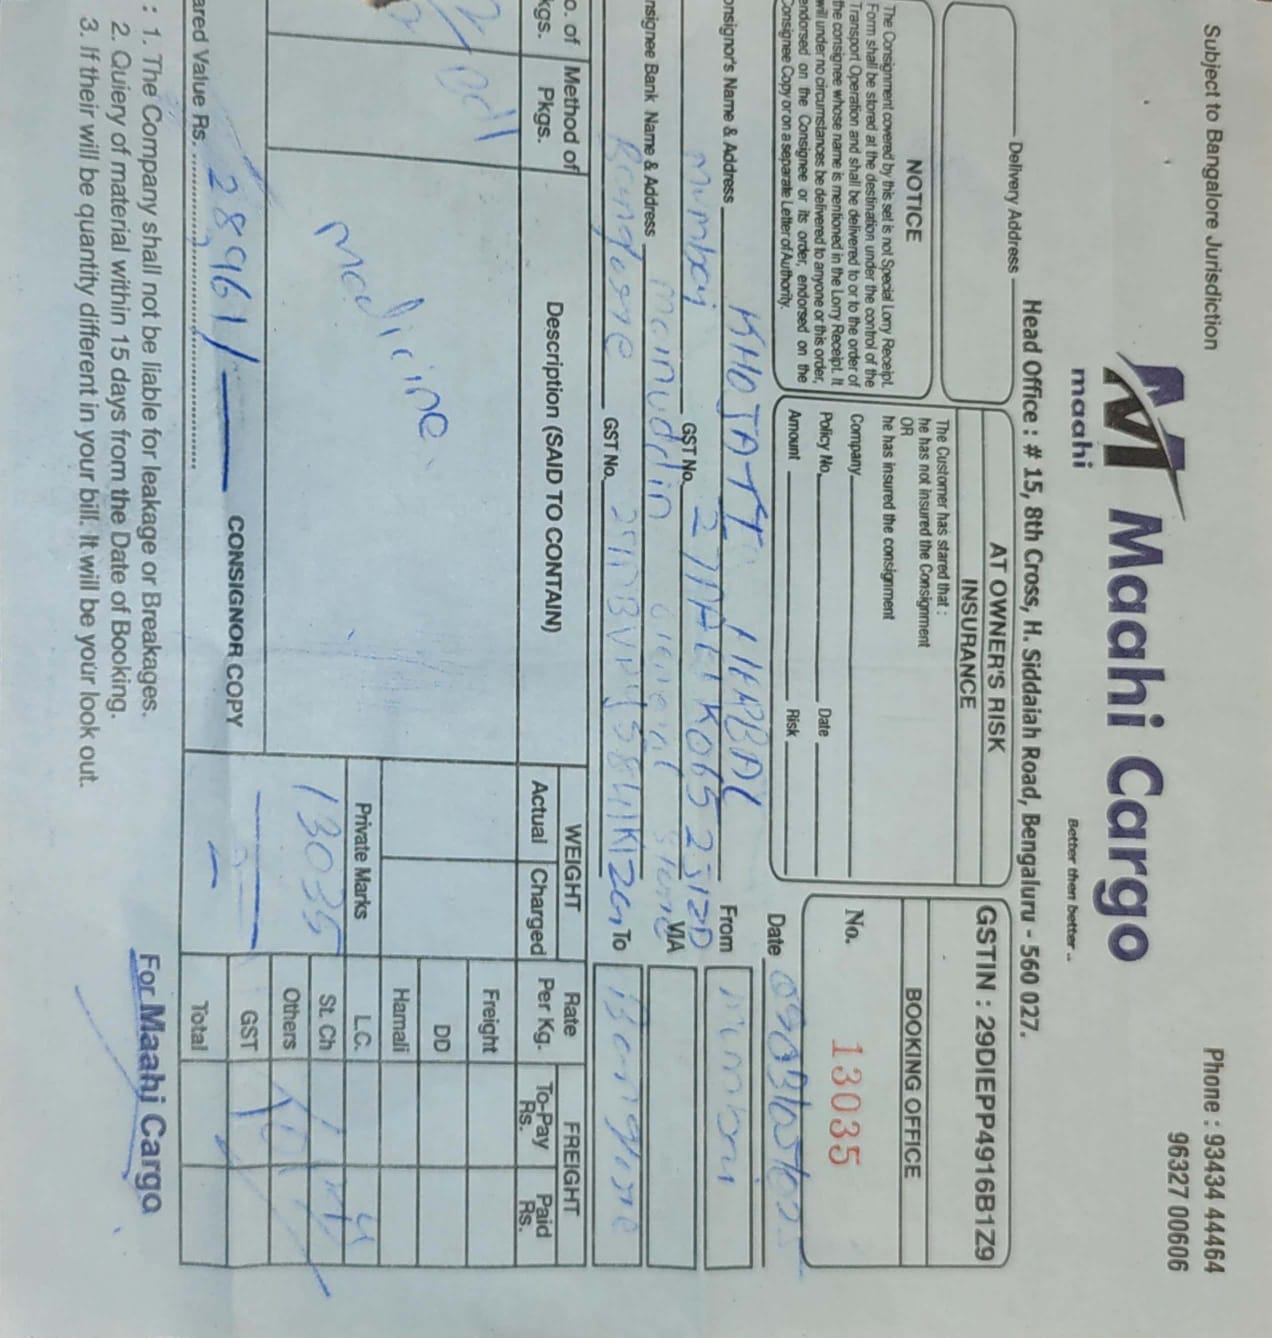 Subject to Bangalore Jurisdiction
Phone : 93434 44464
96327 00606
maahi
Maahi Cargo
Better then better ..
Head Office : # 15, 8th Cross, H. Siddaiah Road, Bengaluru - 560 027.
Delivery Address
NOTICE
The Consignment covered by this set is not Special Lorry Receipt.
Form shall be stored at the destination under the control of the
Transport Operation and shall be delivered to or to the order of
the consignee whose name is mentioned in the Lorry Receipt. It
will under no circumstances be delivered to anyone or this order,
endorsed on the Consignee or its order, endorsed on the
Consignee Copy or on a separate Letter of Authority.
AT OWNER'S RISK
INSURANCE
The Customer has stared that :
he has not insured the Consignment
OR
he has insured the consignment
Company
Policy No. Date
Amount Risk
GSTIN : 29DIEPP4916B1Z9
BOOKING OFFICE
No. 13035
Date
onsignor's Name & Address HERBAL
Mumbai GST No.
From Mumbai
nsignee Bank Name & Address Mainuddin
VIA
Banglore GST No.
To Banglore
o. of
kgs.
Method of
Pkgs.
Description (SAID TO CONTAIN)
WEIGHT
Actual Charged
Rate
Per Kg.
FREIGHT
To-Pay
Rs.
Paid
Rs.
Medicine
Freight
DD
Hamali
Private Marks
L.C.
13035
St. Ch
Others
GST
Total
ared Value Rs. 28961/
CONSIGNOR COPY
: 1. The Company shall not be liable for leakage or Breakages.
2. Quiery of material within 15 days from the Date of Booking.
3. If their will be quantity different in your bill. It will be your look out.
For Maahi Cargo